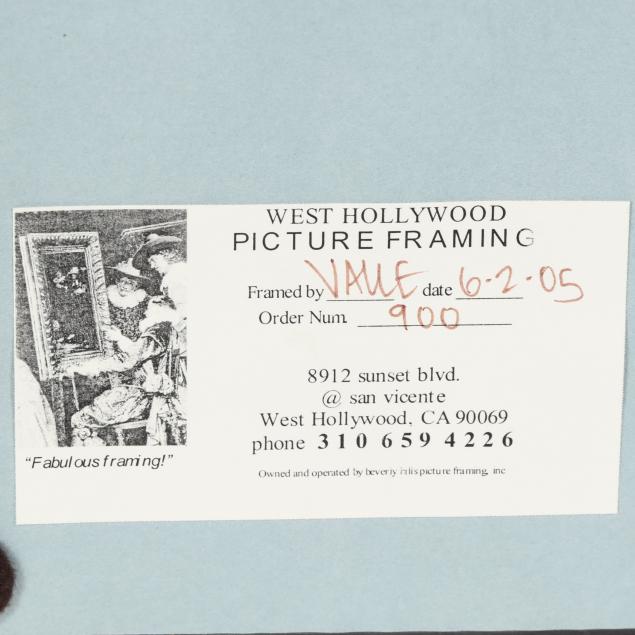 WEST HOLLYWOOD
PICTURE FRAMING
Framed by VALLE date 6-2-05
Order Num. 900
8912 sunset blvd.
@ san vicente
West Hollywood, CA 90069
phone 310 659 4226
"Fabulous framing!"
Owned and operated by beverly hills picture framing, inc